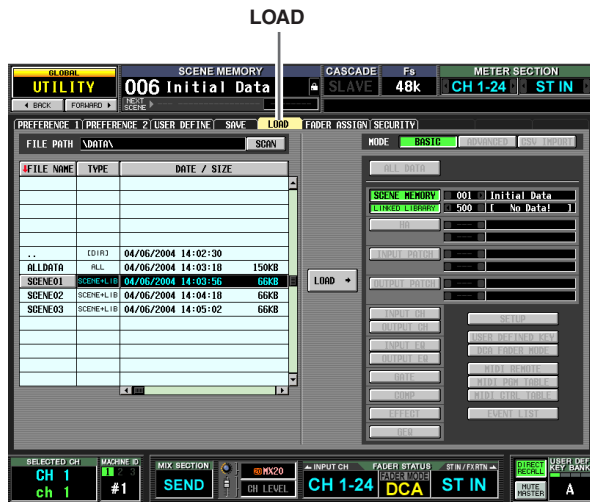 LOAD
GLOBAL
UTILITY
BACK
FORWARD
SCENE MEMORY
006 Initial Data
NEXT SCENE
CASCADE
SLAVE
Fs
48k
METER SECTION
CH 1-24
ST IN
PREFERENCE 1
PREFERENCE 2
USER DEFINE
SAVE
LOAD
FADER ASSIGN
SECURITY
FILE PATH \DATA\ SCAN
MODE BASIC ADVANCED CSV IMPORT
FILE NAME TYPE DATE / SIZE
.. [DIR] 04/06/2004 14:02:30
ALLDATA ALL 04/06/2004 14:03:18 150KB
SCENE01 SCENE+LIB 04/06/2004 14:03:56 66KB
SCENE02 SCENE+LIB 04/06/2004 14:04:18 66KB
SCENE03 SCENE+LIB 04/06/2004 14:05:02 66KB
LOAD
ALL DATA
SCENE MEMORY 001 Initial Data
LINKED LIBRARY 500 [ No Data! ]
HA
INPUT PATCH
OUTPUT PATCH
INPUT CH
OUTPUT CH
INPUT EQ
OUTPUT EQ
GATE
COMP
EFFECT
GEQ
SETUP
USER DEFINED KEY
DCA FADER MODE
MIDI REMOTE
MIDI PGM TABLE
MIDI CTRL TABLE
EVENT LIST
SELECTED CH
CH 1
ch 1
MACHINE ID
1 2 3
#1
MIX SECTION
SEND
MIX20
CH LEVEL
INPUT CH
CH 1-24
FADER STATUS
FADER MODE
DCA
ST IN/FXRTN
ST IN
DIRECT RECALL
MUTE MASTER
USER DEF
KEY BANK
A